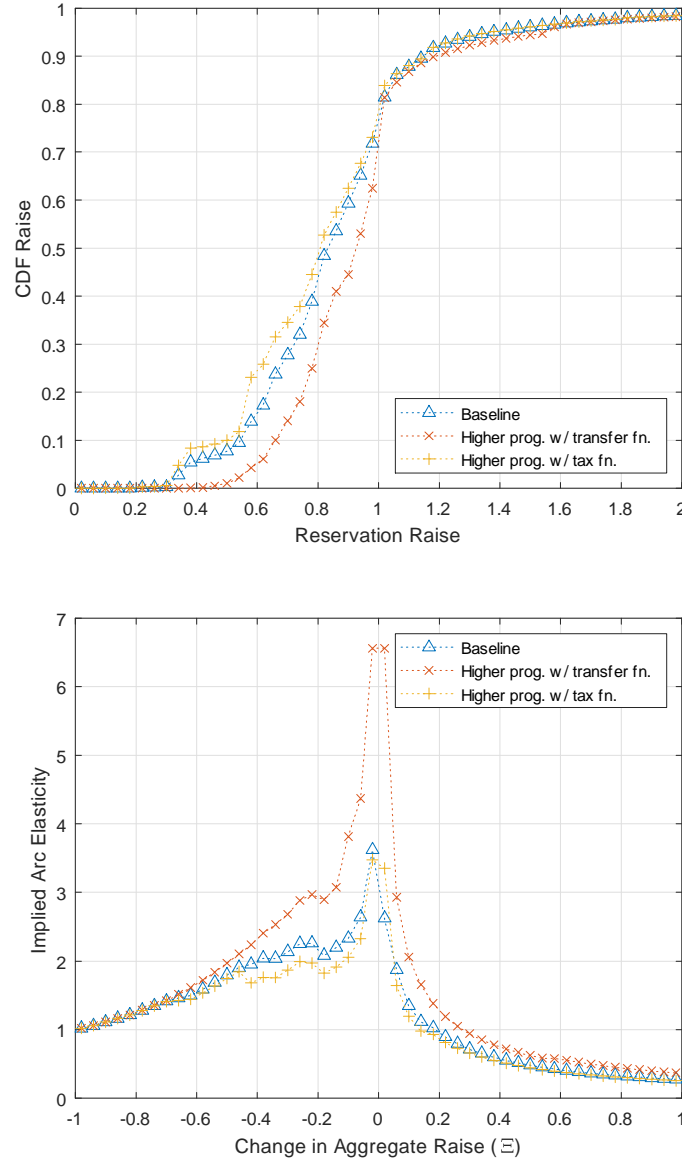 1
0.9
0.8
0.7
0.6
0.5
0.4
0.3
0.2
0.1
0
CDF Raise
Baseline
Higher prog. w/ transfer fn.
Higher prog. w/ tax fn.
0 0.2 0.4 0.6 0.8 1 1.2 1.4 1.6 1.8 2
Reservation Raise
7
6
5
4
3
2
1
0
Implied Arc Elasticity
Baseline
Higher prog. w/ transfer fn.
Higher prog. w/ tax fn.
-1 -0.8 -0.6 -0.4 -0.2 0 0.2 0.4 0.6 0.8 1
Change in Aggregate Raise (Ξ)